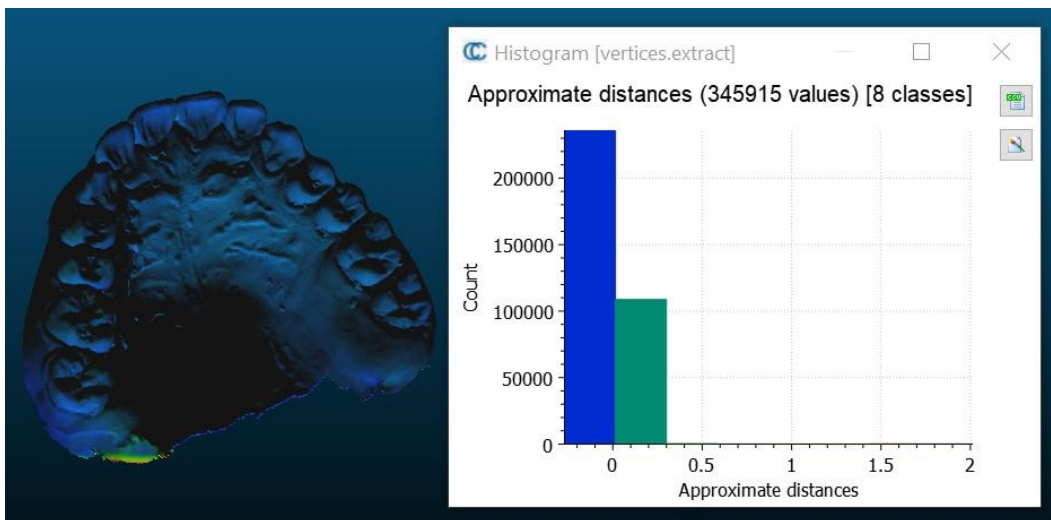 Histogram [vertices.extract]
Approximate distances (345915 values) [8 classes]
CSV
200000
150000
100000
50000
0
Count
0 0.5 1 1.5 2
Approximate distances